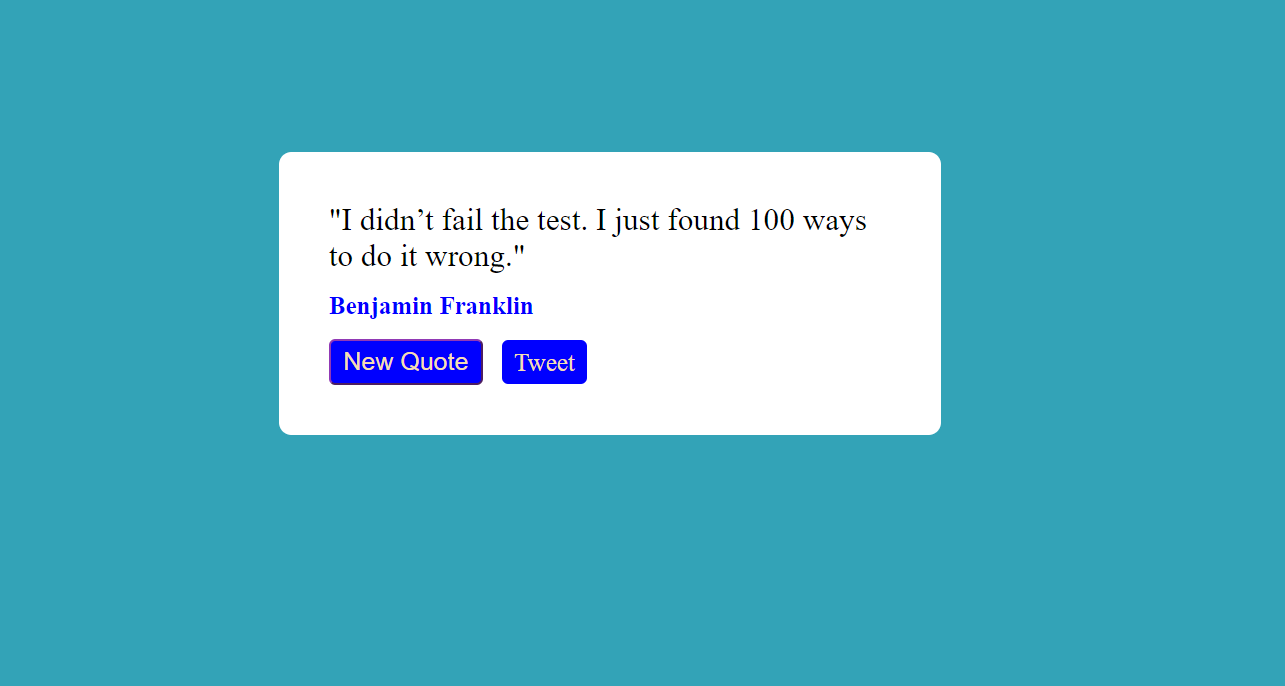 "I didn’t fail the test. I just found 100 ways
to do it wrong."
Benjamin Franklin
New Quote Tweet